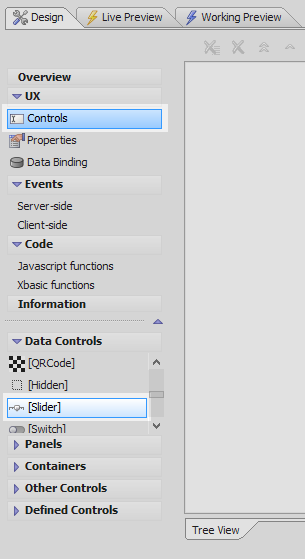 Design Live Preview Working Preview
Overview
UX
Controls
Properties
Data Binding
Events
Server-side
Client-side
Code
Javascript functions
Xbasic functions
Information
Data Controls
[QRCode]
[Hidden]
[Slider]
[Switch]
Panels
Containers
Other Controls
Defined Controls
Tree View